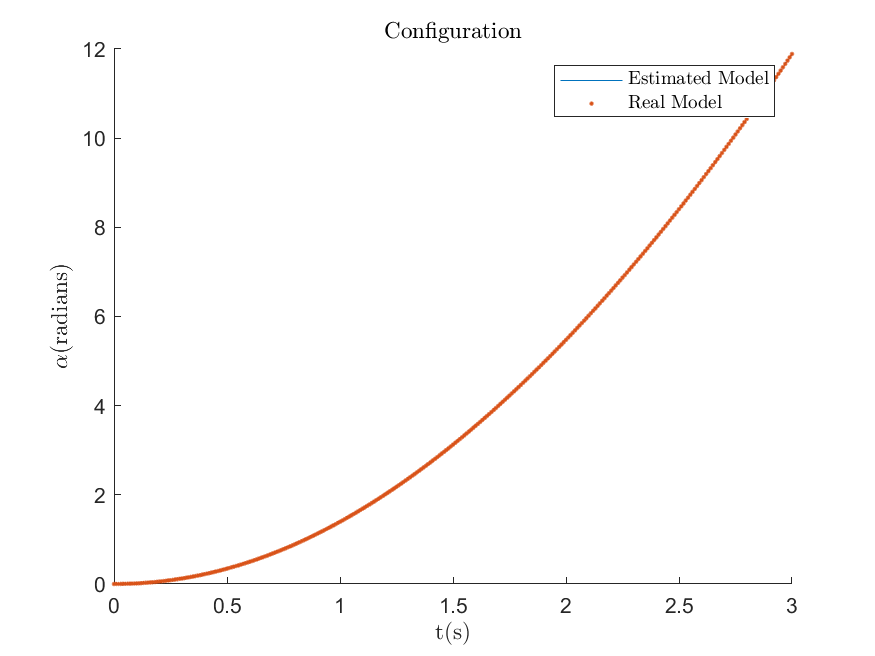 Configuration
Estimated Model
Real Model
12
10
8
6
4
2
0
α(radians)
0 0.5 1 1.5 2 2.5 3
t(s)